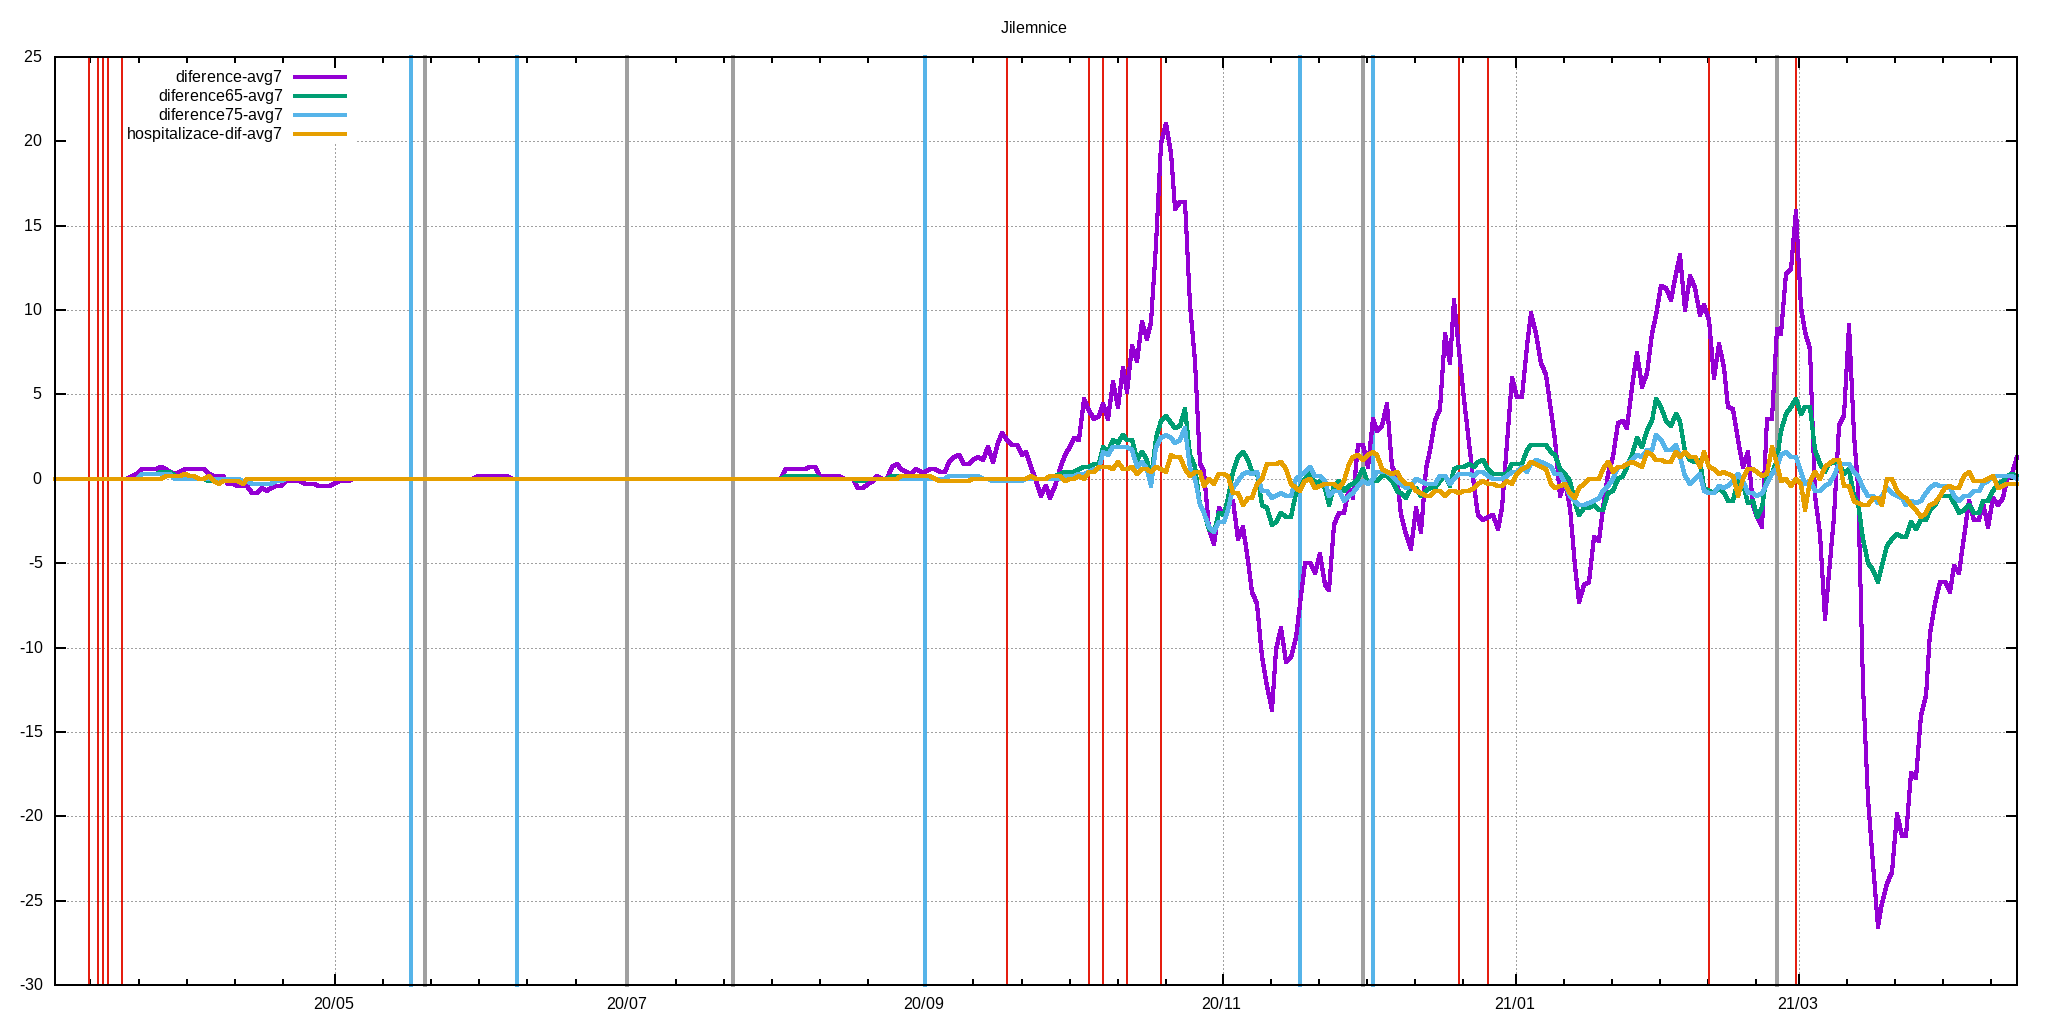 Jilemnice
diference-avg7
diference65-avg7
diference75-avg7
hospitalizace-dif-avg7
25
20
15
10
5
0
-5
-10
-15
-20
-25
-30
20/05 20/07 20/09 20/11 21/01 21/03